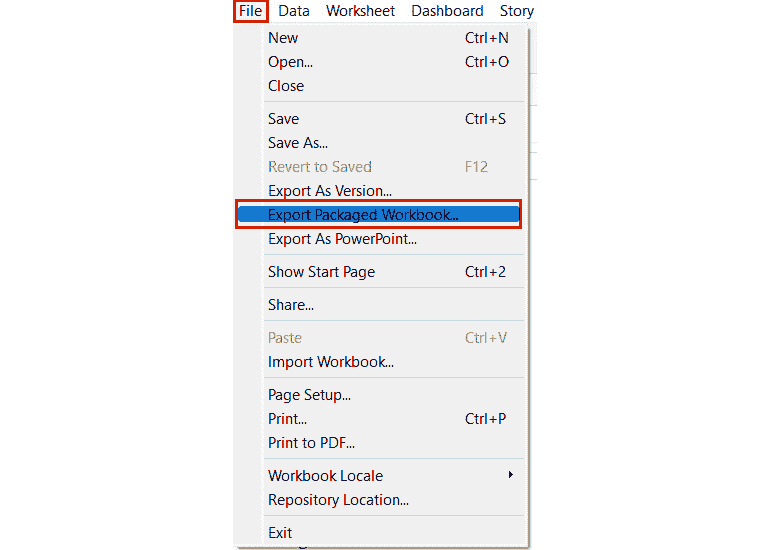 File Data Worksheet Dashboard Story
New Ctrl+N
Open... Ctrl+O
Close
Save Ctrl+S
Save As...
Revert to Saved F12
Export As Version...
Export Packaged Workbook...
Export As PowerPoint...
Show Start Page Ctrl+2
Share...
Paste Ctrl+V
Import Workbook...
Page Setup...
Print... Ctrl+P
Print to PDF...
Workbook Locale
Repository Location...
Exit